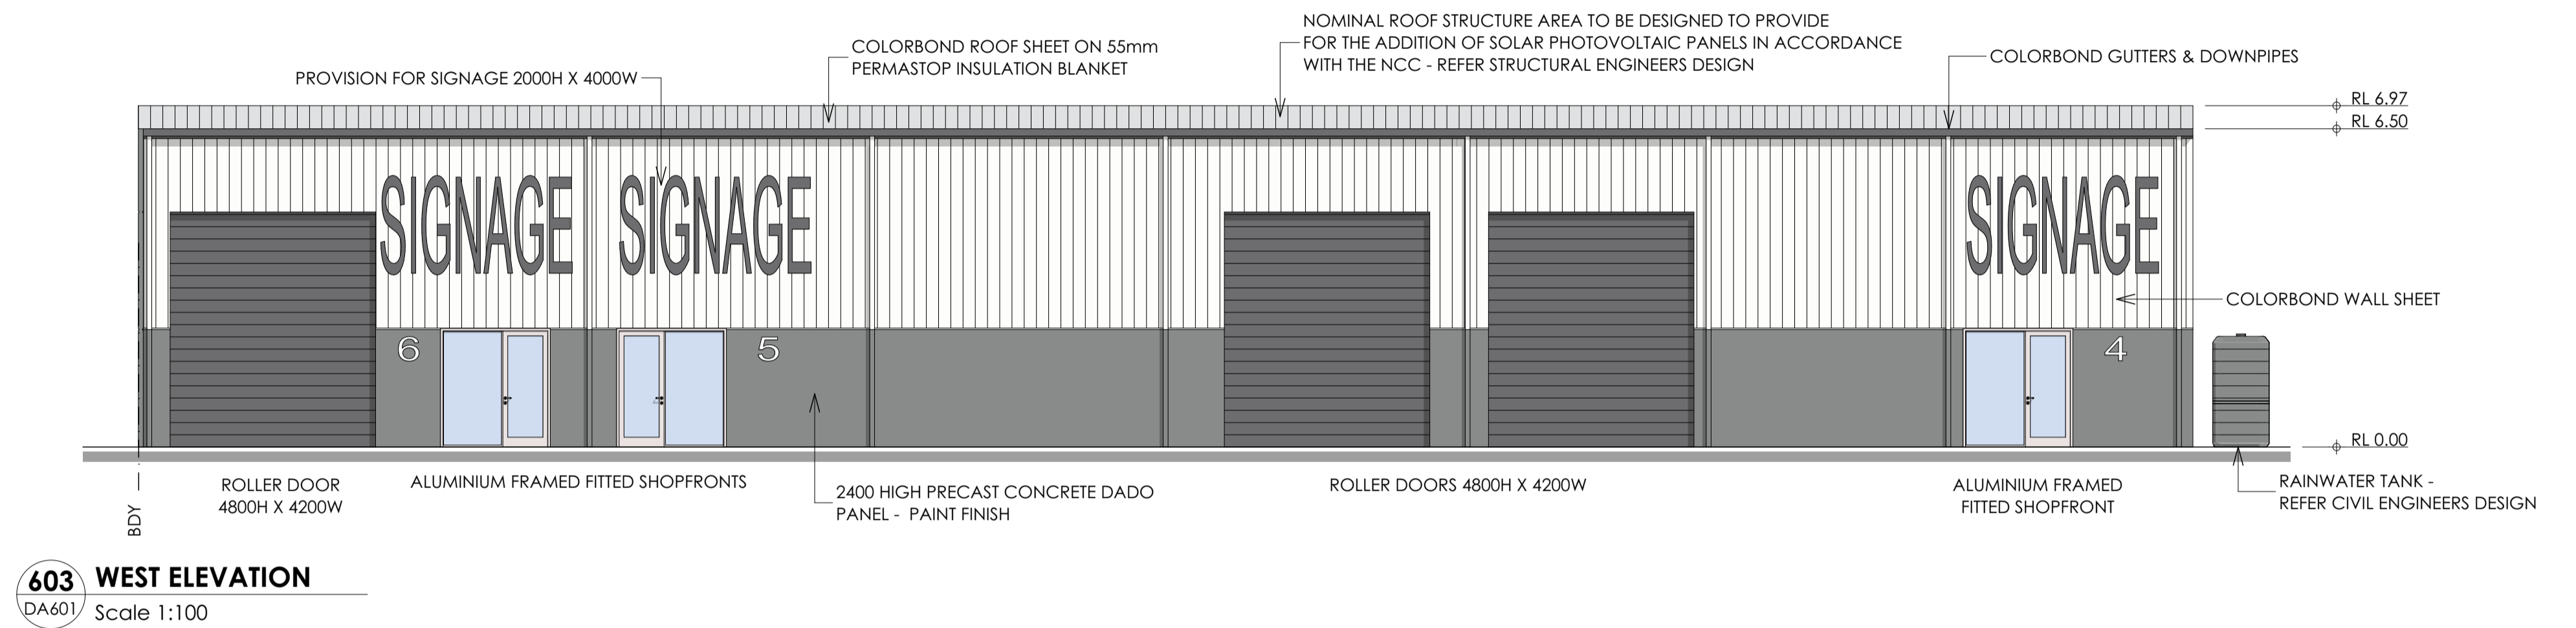 NOMINAL ROOF STRUCTURE AREA TO BE DESIGNED TO PROVIDE
FOR THE ADDITION OF SOLAR PHOTOVOLTAIC PANELS IN ACCORDANCE
WITH THE NCC - REFER STRUCTURAL ENGINEERS DESIGN
COLORBOND ROOF SHEET ON 55mm
PERMASTOP INSULATION BLANKET
COLORBOND GUTTERS & DOWNPIPES
PROVISION FOR SIGNAGE 2000H X 4000W
RL 6.97
RL 6.50
SIGNAGE
SIGNAGE
SIGNAGE
COLORBOND WALL SHEET
6
5
4
RL 0.00
ROLLER DOOR
4800H X 4200W
ALUMINIUM FRAMED FITTED SHOPFRONTS
2400 HIGH PRECAST CONCRETE DADO
PANEL - PAINT FINISH
ROLLER DOORS 4800H X 4200W
ALUMINIUM FRAMED
FITTED SHOPFRONT
RAINWATER TANK -
REFER CIVIL ENGINEERS DESIGN
BDY
603
DA601
WEST ELEVATION
Scale 1:100